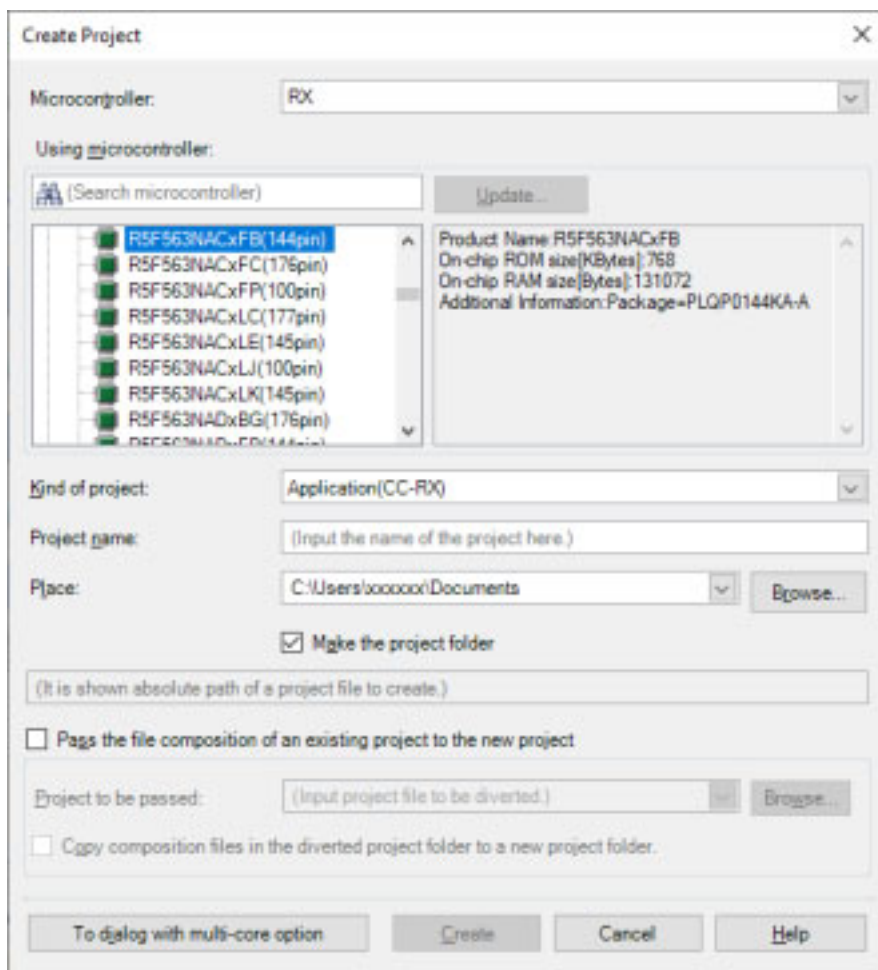 Create Project
Microcontroller:
RX
Using microcontroller:
(Search microcontroller)
Update...
R5F563NACxFB(144pin)
R5F563NACxFC(176pin)
R5F563NACxFP(100pin)
R5F563NACxLC(177pin)
R5F563NACxLE(145pin)
R5F563NACxLJ(100pin)
R5F563NACxLK(145pin)
R5F563NADxBG(176pin)
Product Name:R5F563NACxFB
On-chip ROM size[KBytes]:768
On-chip RAM size[Bytes]:131072
Additional Information:Package=PLQP0144KA-A
Kind of project:
Application(CC-RX)
Project name:
(Input the name of the project here.)
Place:
C:\Users\xxxxxxx\Documents
Browse...
Make the project folder
(It is shown absolute path of a project file to create.)
Pass the file composition of an existing project to the new project
Project to be passed:
(Input project file to be diverted.)
Browse...
Copy composition files in the diverted project folder to a new project folder.
To dialog with multi-core option
Create
Cancel
Help